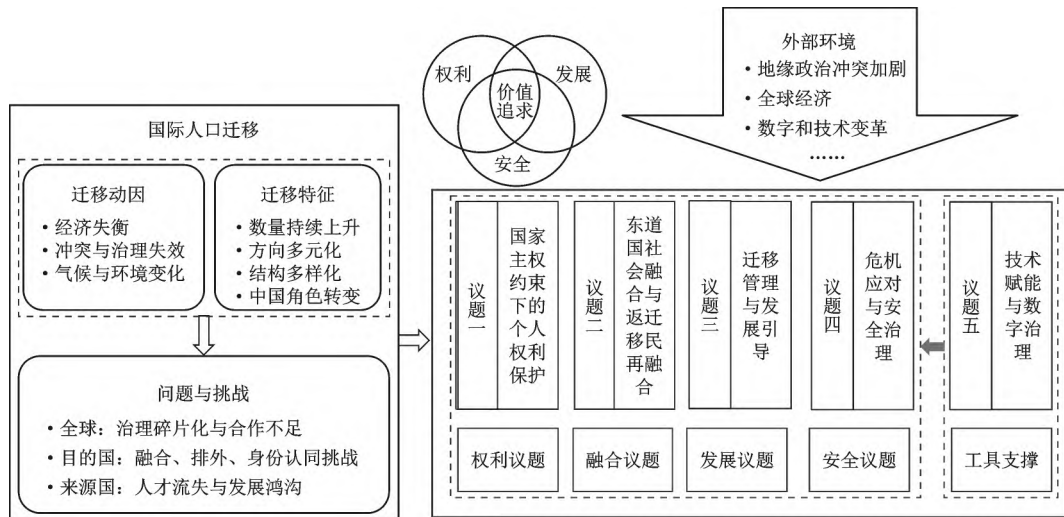 权利
发展
价值
追求
安全
外部环境
• 地缘政治冲突加剧
• 全球经济
• 数字和技术变革
……
国际人口迁移
迁移动因
• 经济失衡
• 冲突与治理失效
• 气候与环境变化
迁移特征
• 数量持续上升
• 方向多元化
• 结构多样化
• 中国角色转变
问题与挑战
• 全球：治理碎片化与合作不足
• 目的国：融合、排外、身份认同挑战
• 来源国：人才流失与发展鸿沟
议题一
国家
主权
约束
下的
个人
权利
保护
权利议题
议题二
东道
国社
会融
合与
返迁
移民
再融
合
融合议题
议题三
迁移
管理
与发
展引
导
发展议题
议题四
危机
应对
与安
全治
理
安全议题
议题五
技术
赋能
与数
字治
理
工具支撑